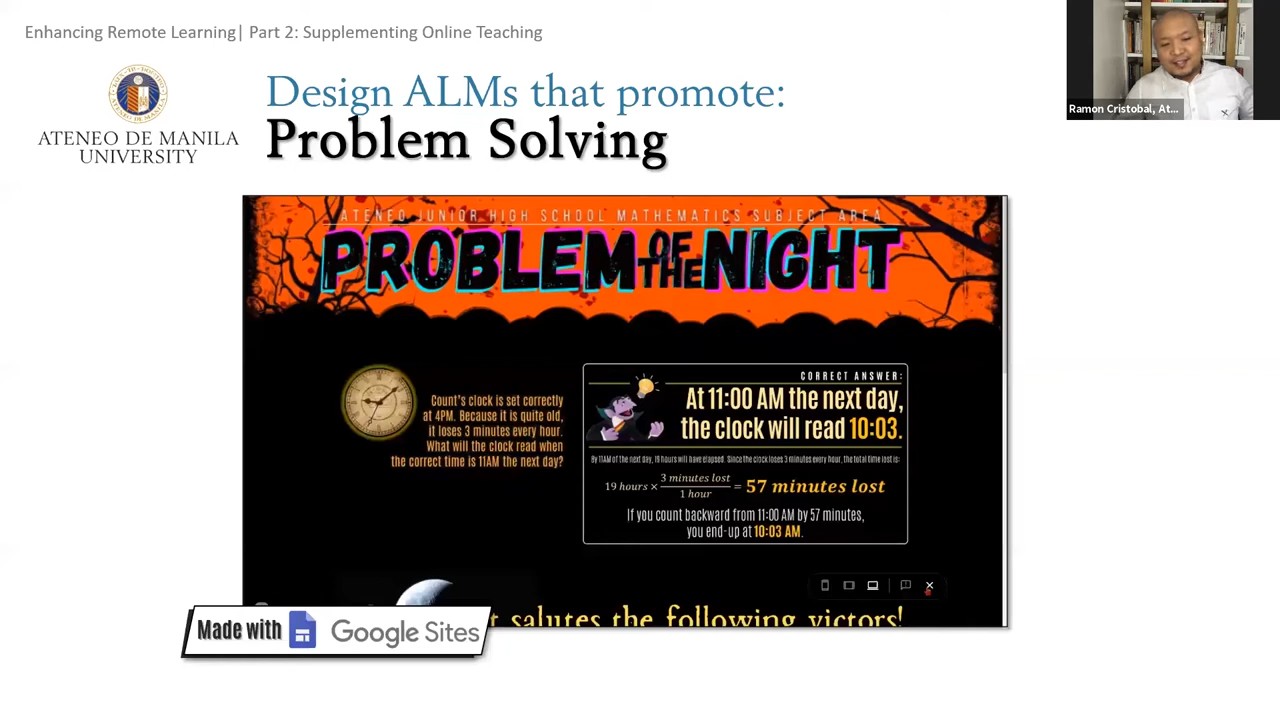 Enhancing Remote Learning| Part 2: Supplementing Online Teaching
ATENEO DE MANILA
UNIVERSITY
Design ALMs that promote:
Problem Solving
Ramon Cristobal, At...
ATENEO JUNIOR HIGH SCHOOL MATHEMATICS SUBJECT AREA
PROBLEM OF THE NIGHT
Count's clock is set correctly
at 4PM. Because it is quite old,
it loses 3 minutes every hour.
What will the clock read when
the correct time is 11AM the next day?
CORRECT ANSWER:
At 11:00 AM the next day,
the clock will read 10:03.
By 11AM of the next day, 19 hours will have elapsed. Since the clock loses 3 minutes every hour, the total time lost is:
19 hours × 3 minutes lost / 1 hour = 57 minutes lost
If you count backward from 11:00 AM by 57 minutes,
you end-up at 10:03 AM.
salutes the following victors!
Made with Google Sites